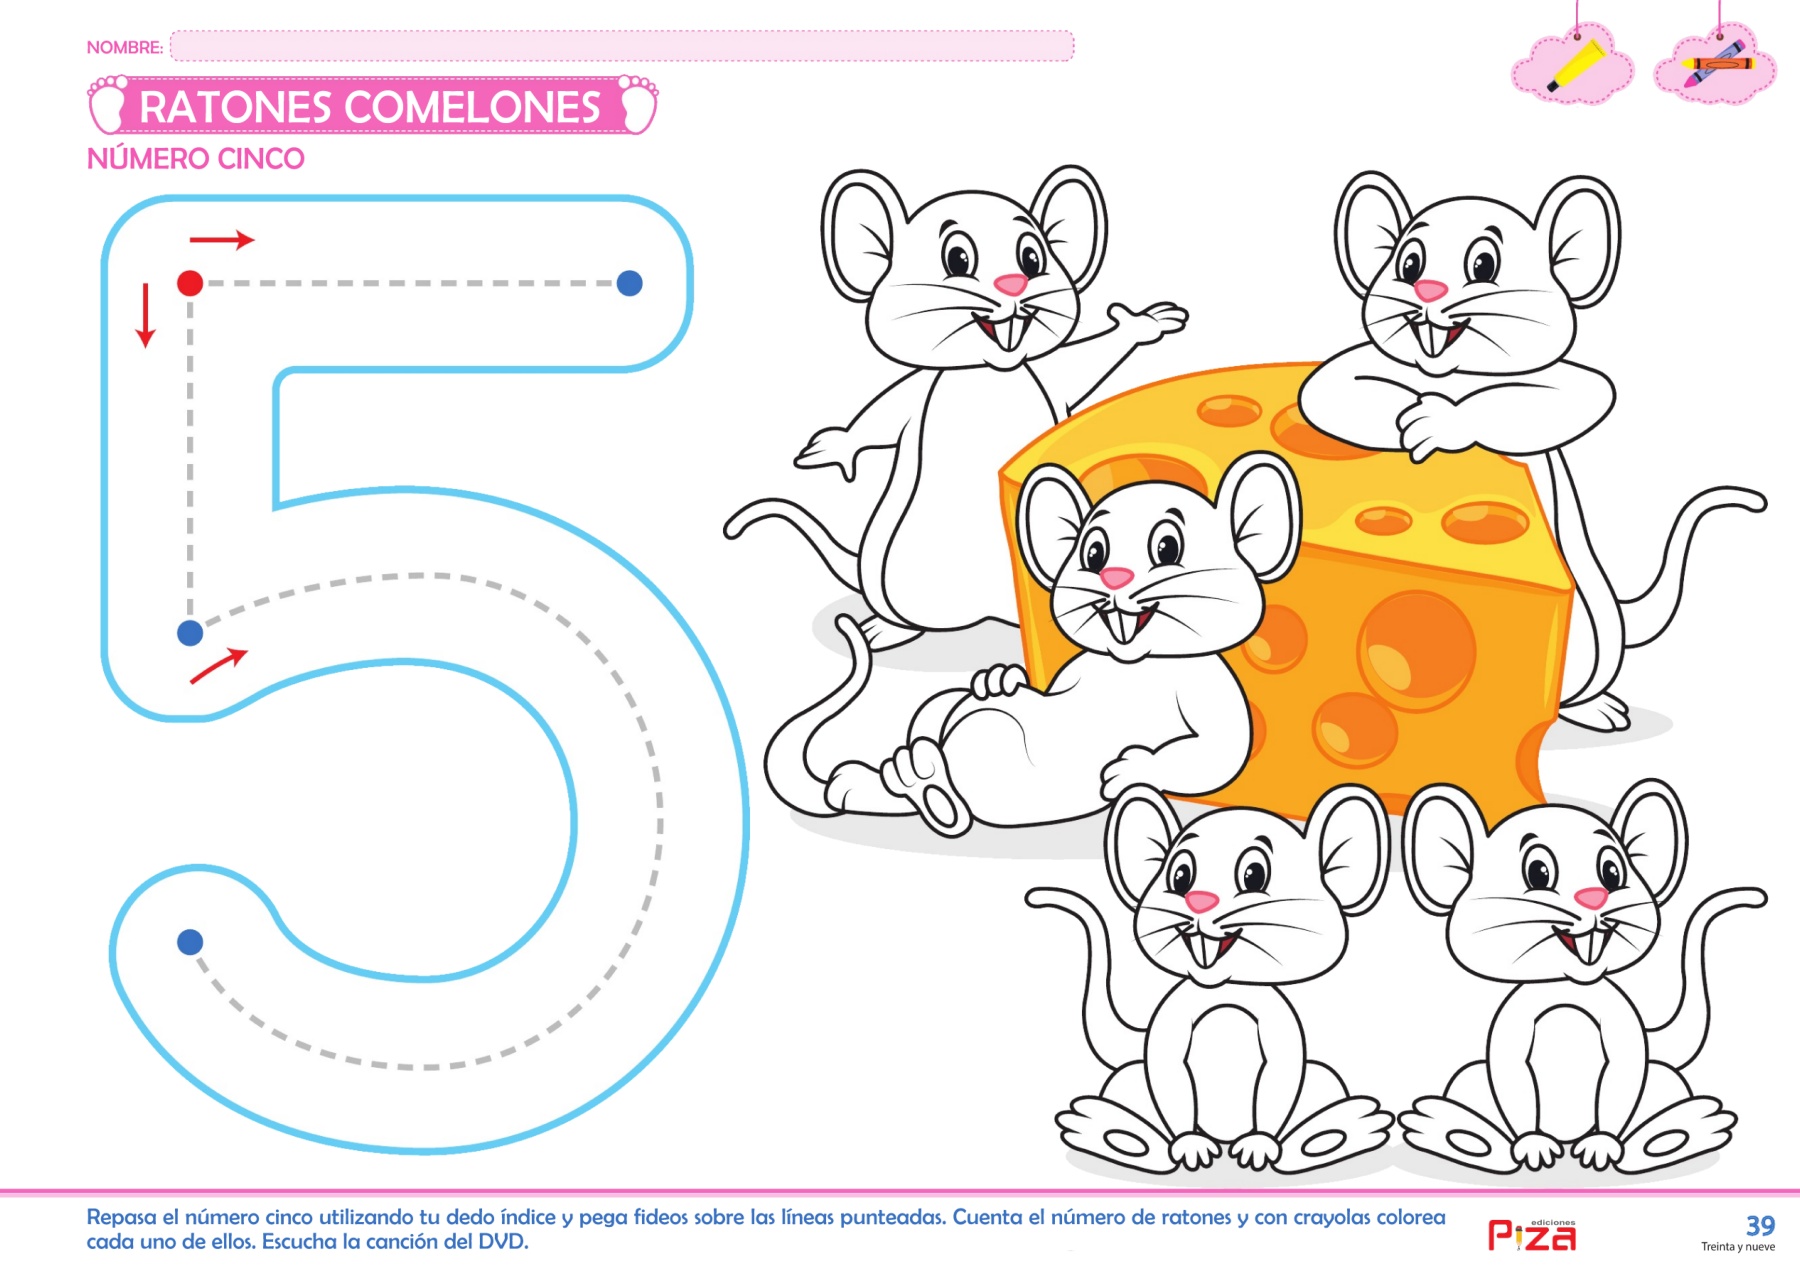 NOMBRE:
RATONES COMELONES
NÚMERO CINCO
5
Repasa el número cinco utilizando tu dedo índice y pega fideos sobre las líneas punteadas. Cuenta el número de ratones y con crayolas colorea
cada uno de ellos. Escucha la canción del DVD.
ediciones
Piza
39
Treinta y nueve